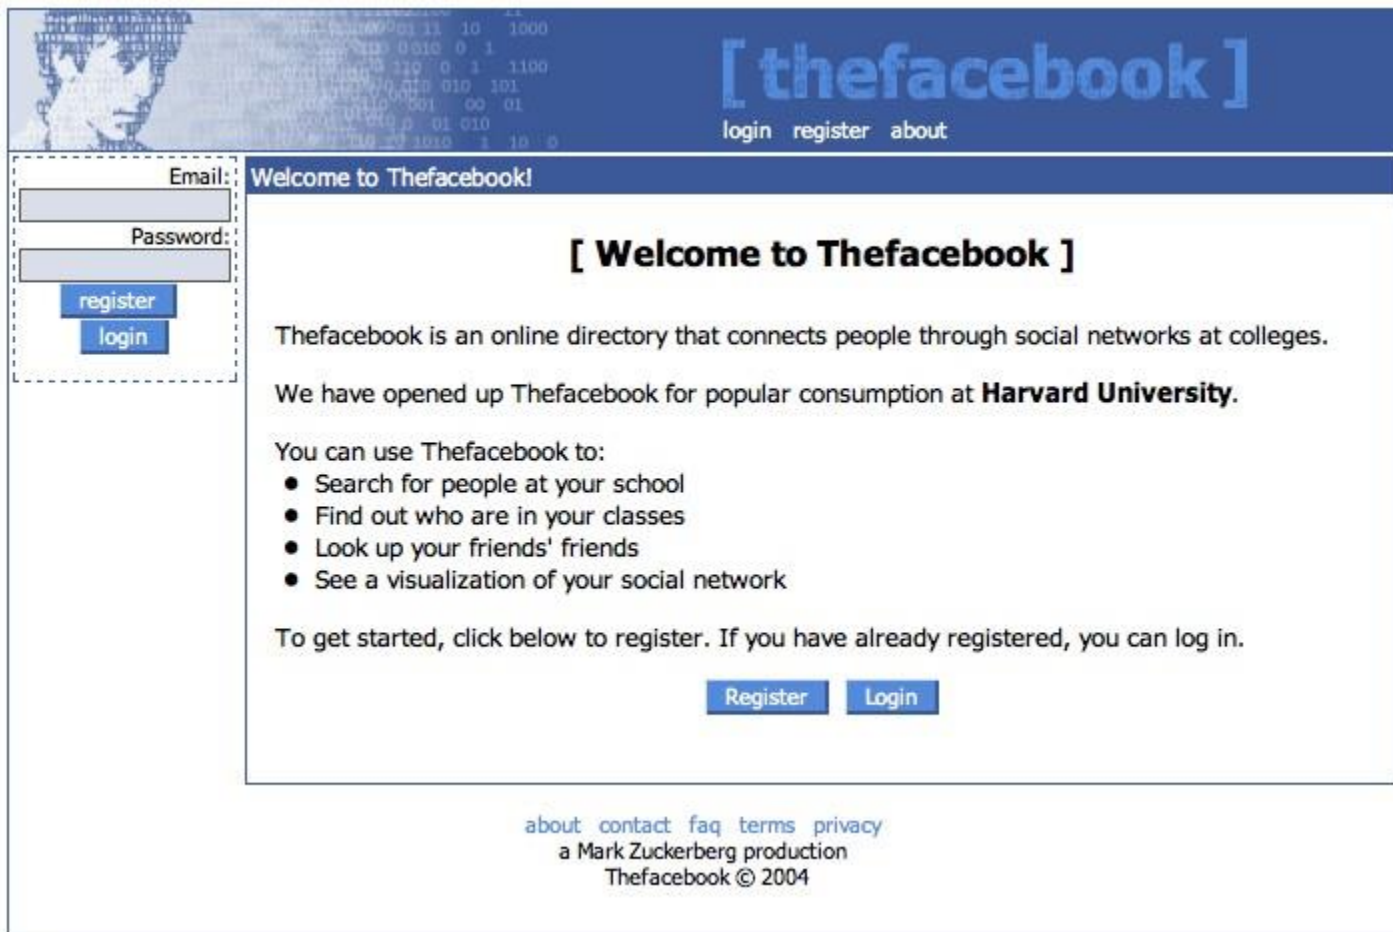 [ thefacebook ]
login register about
Email:
Password:
register
login
Welcome to Thefacebook!
[ Welcome to Thefacebook ]
Thefacebook is an online directory that connects people through social networks at colleges.
We have opened up Thefacebook for popular consumption at Harvard University.
You can use Thefacebook to:
● Search for people at your school
● Find out who are in your classes
● Look up your friends' friends
● See a visualization of your social network
To get started, click below to register. If you have already registered, you can log in.
Register Login
about contact faq terms privacy
a Mark Zuckerberg production
Thefacebook © 2004